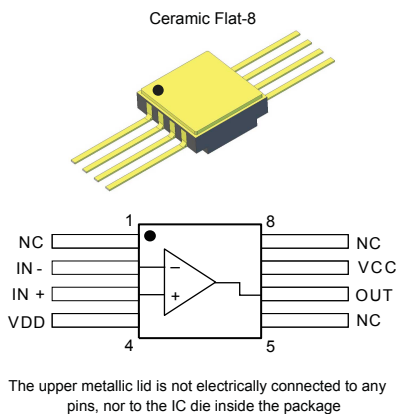 Ceramic Flat-8
1 8
NC NC
IN - VCC
IN + OUT
VDD NC
4 5
−
+
The upper metallic lid is not electrically connected to any
pins, nor to the IC die inside the package